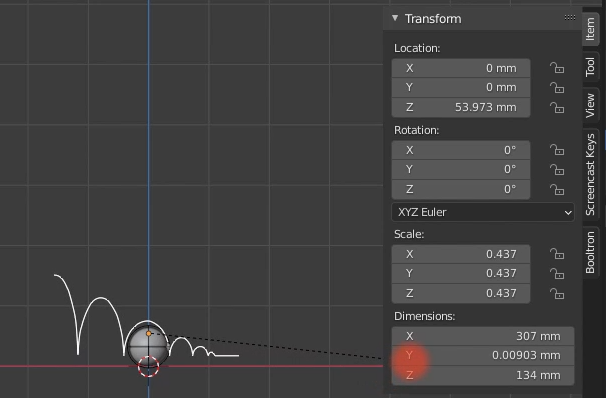 Transform
Location:
X 0 mm
Y 0 mm
Z 53.973 mm
Rotation:
X 0°
Y 0°
Z 0°
XYZ Euler
Scale:
X 0.437
Y 0.437
Z 0.437
Dimensions:
X 307 mm
Y 0.00903 mm
Z 134 mm
Item
Tool
View
Screencast Keys
Booltron